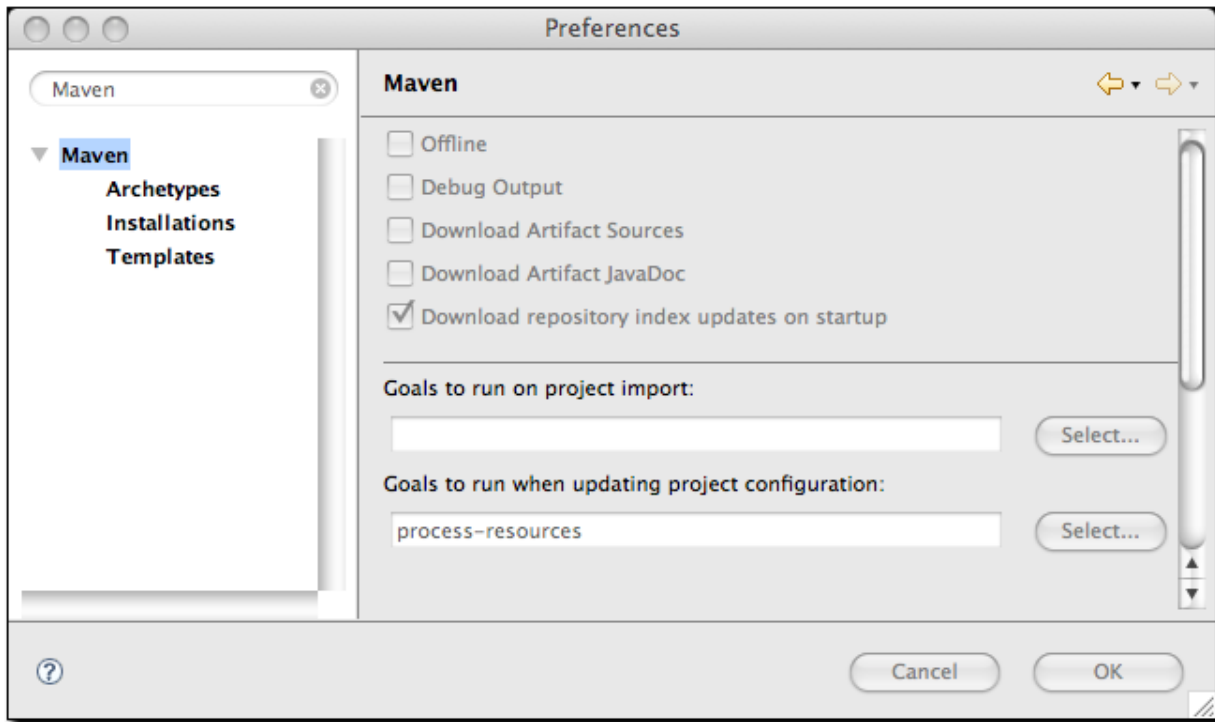 Preferences
Maven
Maven
Archetypes
Installations
Templates
Maven
Offline
Debug Output
Download Artifact Sources
Download Artifact JavaDoc
Download repository index updates on startup
Goals to run on project import:
Select...
Goals to run when updating project configuration:
process-resources
Select...
?
Cancel
OK